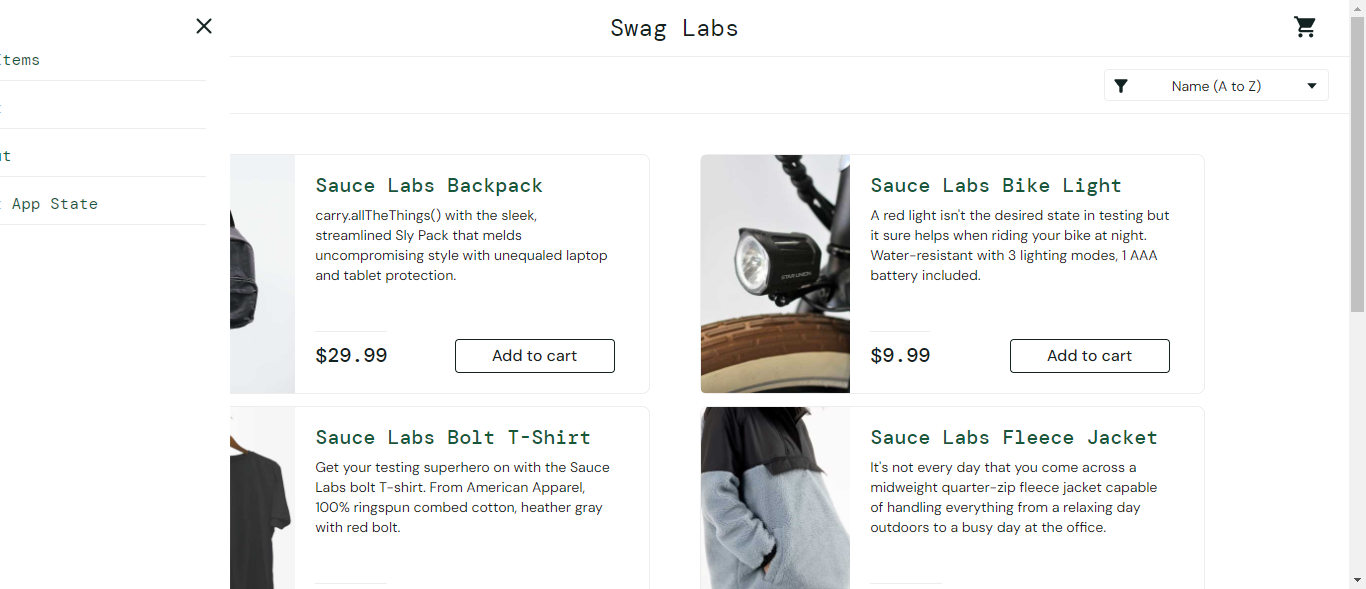 Swag Labs
Items
ut
App State
Name (A to Z)
Sauce Labs Backpack
carry.allTheThings() with the sleek,
streamlined Sly Pack that melds
uncompromising style with unequaled laptop
and tablet protection.
$29.99
Add to cart
Sauce Labs Bike Light
A red light isn't the desired state in testing but
it sure helps when riding your bike at night.
Water-resistant with 3 lighting modes, 1 AAA
battery included.
$9.99
Add to cart
STAR UNION
Sauce Labs Bolt T-Shirt
Get your testing superhero on with the Sauce
Labs bolt T-shirt. From American Apparel,
100% ringspun combed cotton, heather gray
with red bolt.
Sauce Labs Fleece Jacket
It's not every day that you come across a
midweight quarter-zip fleece jacket capable
of handling everything from a relaxing day
outdoors to a busy day at the office.